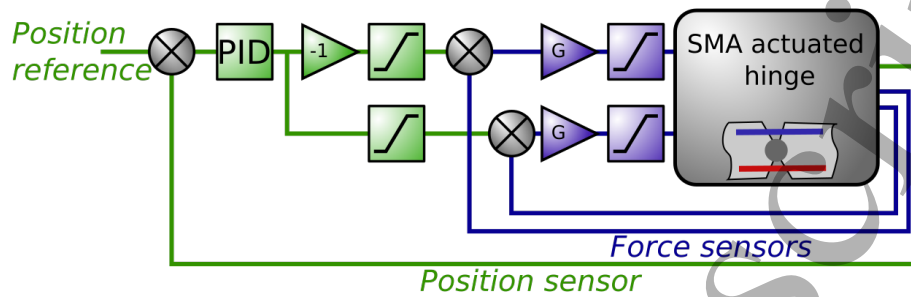 Position
reference
PID
-1
G
SMA actuated
hinge
G
Force sensors
Position sensor